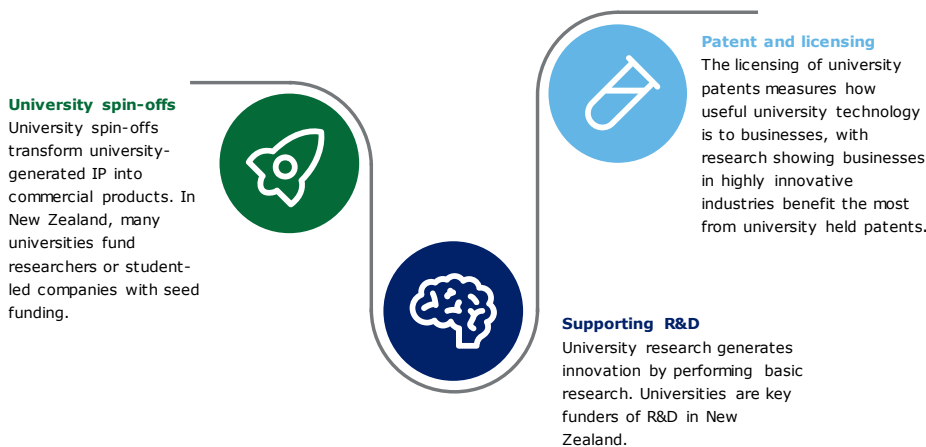 University spin-offs
University spin-offs
transform university-
generated IP into
commercial products. In
New Zealand, many
universities fund
researchers or student-
led companies with seed
funding.
Supporting R&D
University research generates
innovation by performing basic
research. Universities are key
funders of R&D in New
Zealand.
Patent and licensing
The licensing of university
patents measures how
useful university technology
is to businesses, with
research showing businesses
in highly innovative
industries benefit the most
from university held patents.